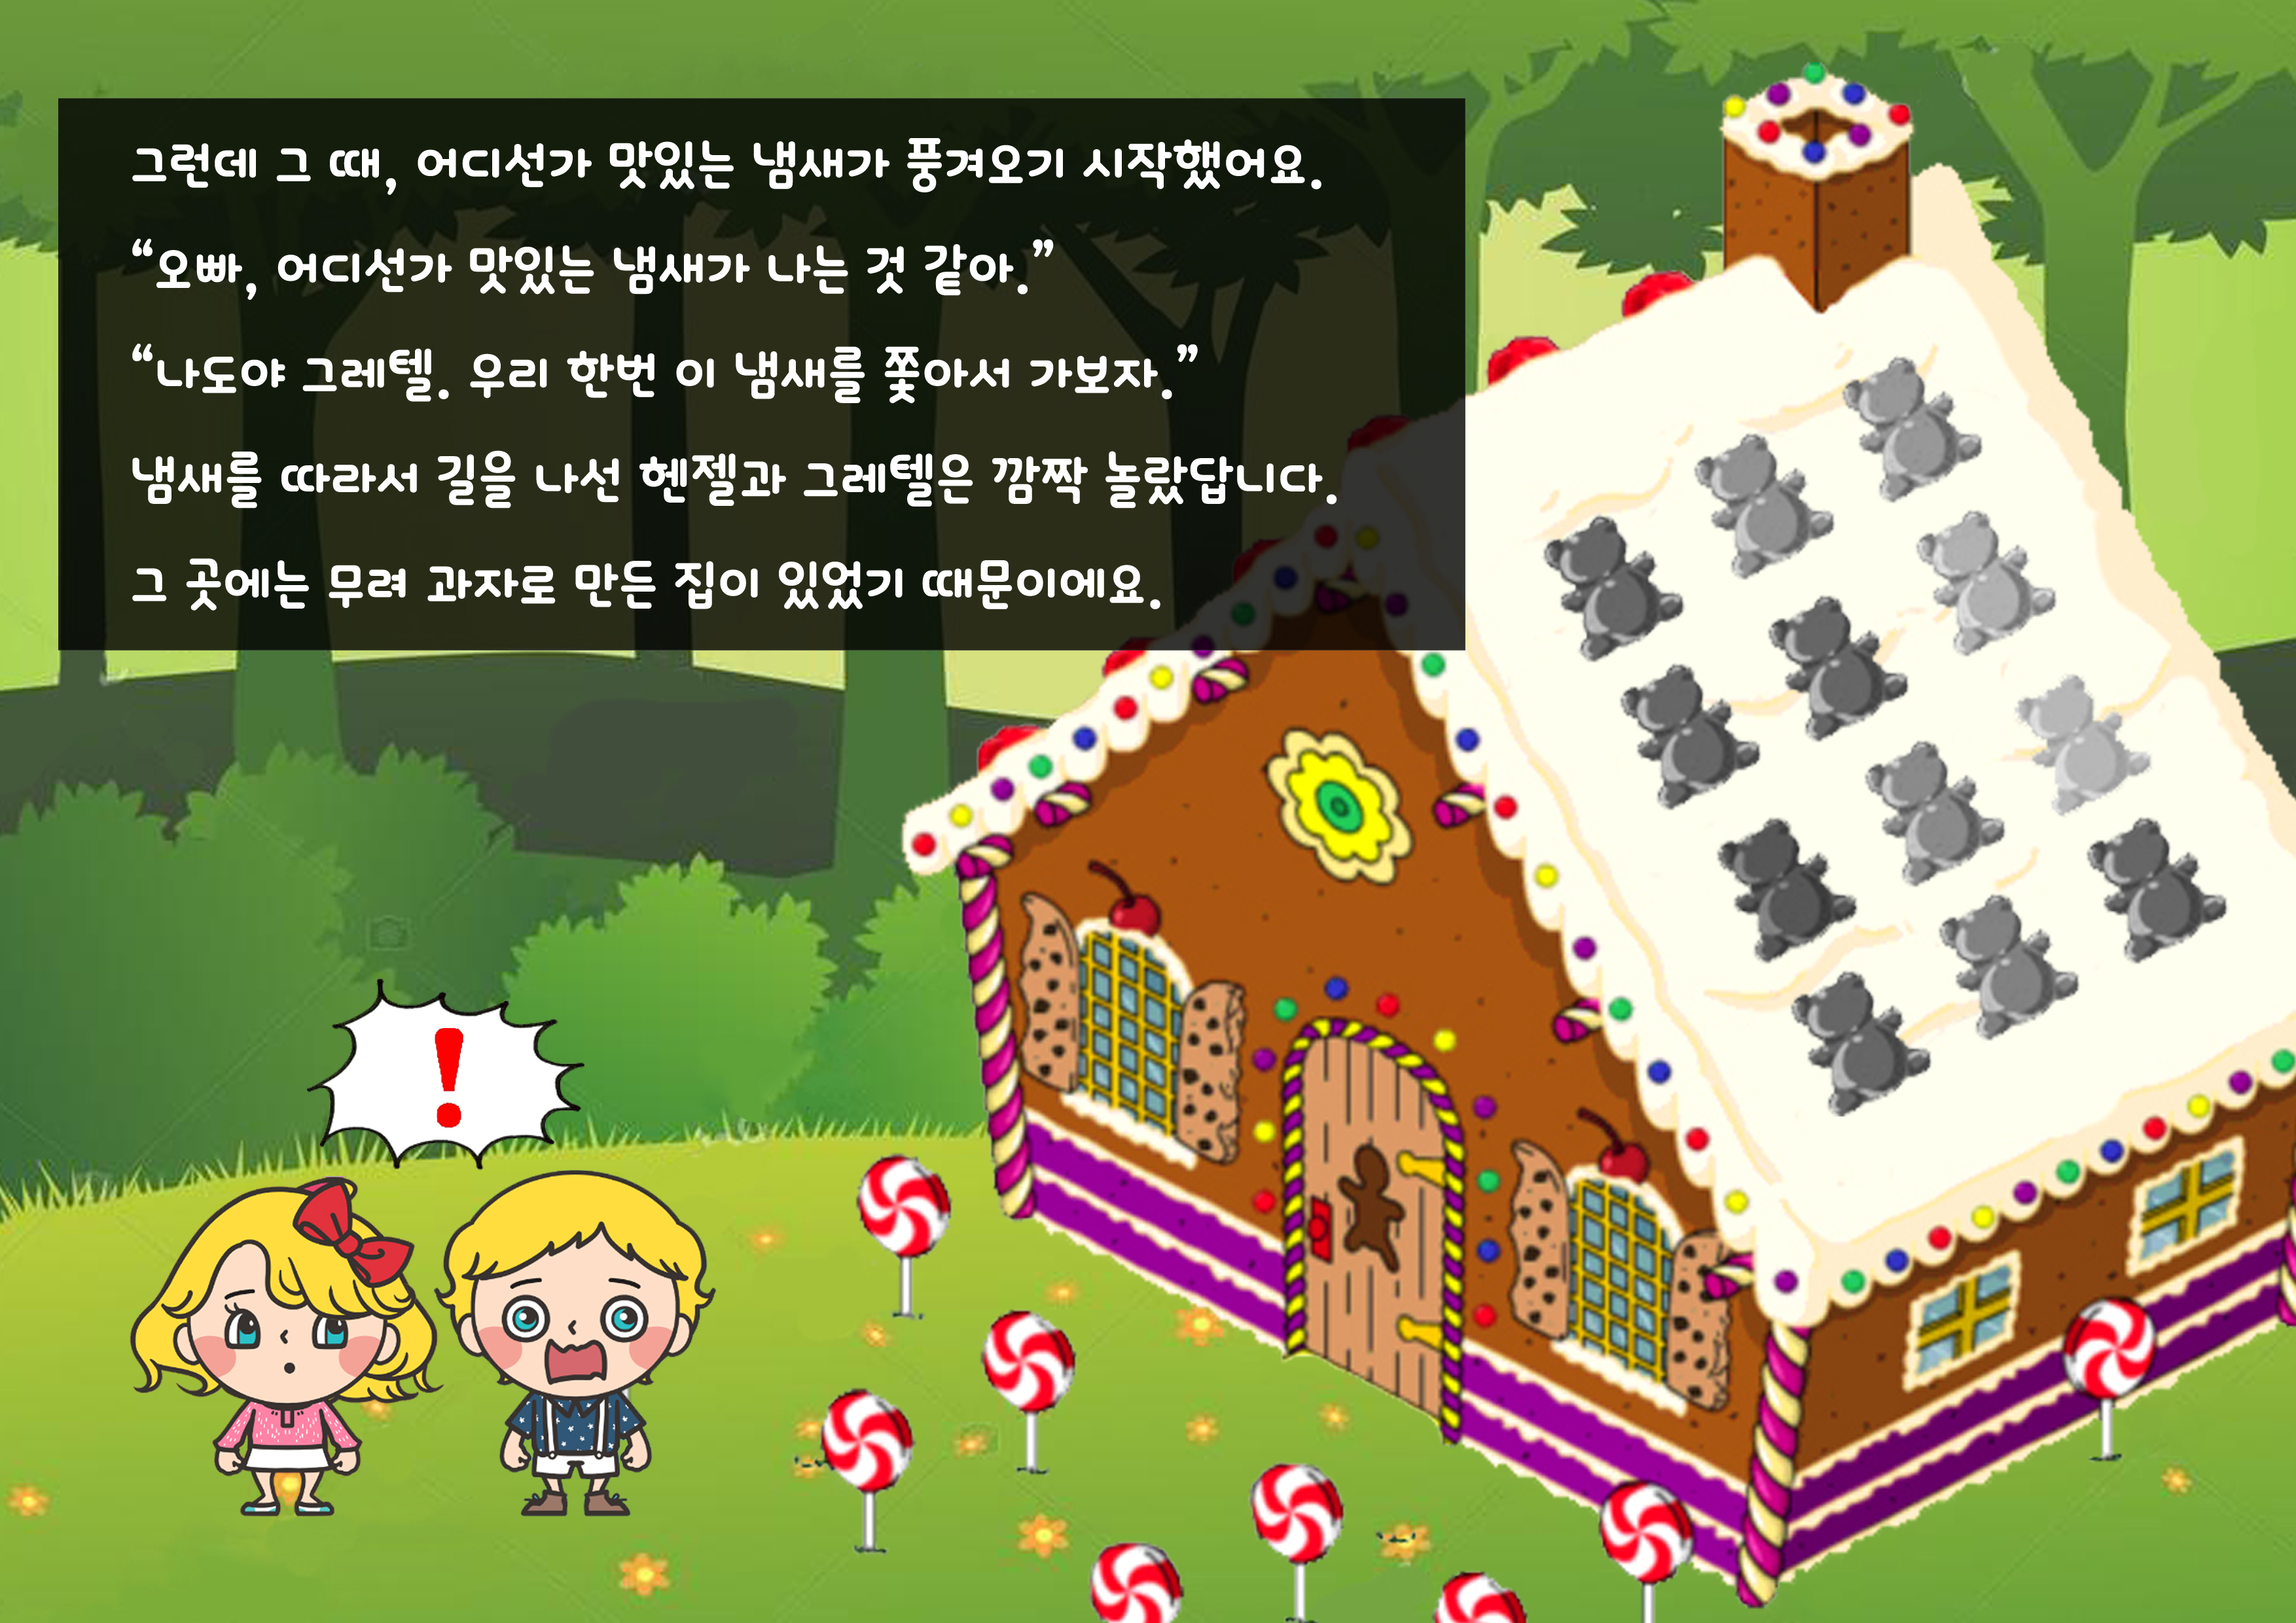 그런데 그 때, 어디선가 맛있는 냄새가 풍겨오기 시작했어요.
“오빠, 어디선가 맛있는 냄새가 나는 것 같아.”
“나도야 그레텔. 우리 한번 이 냄새를 쫓아서 가보자.”
냄새를 따라서 길을 나선 헨젤과 그레텔은 깜짝 놀랐답니다.
그 곳에는 무려 과자로 만든 집이 있었기 때문이에요.
!